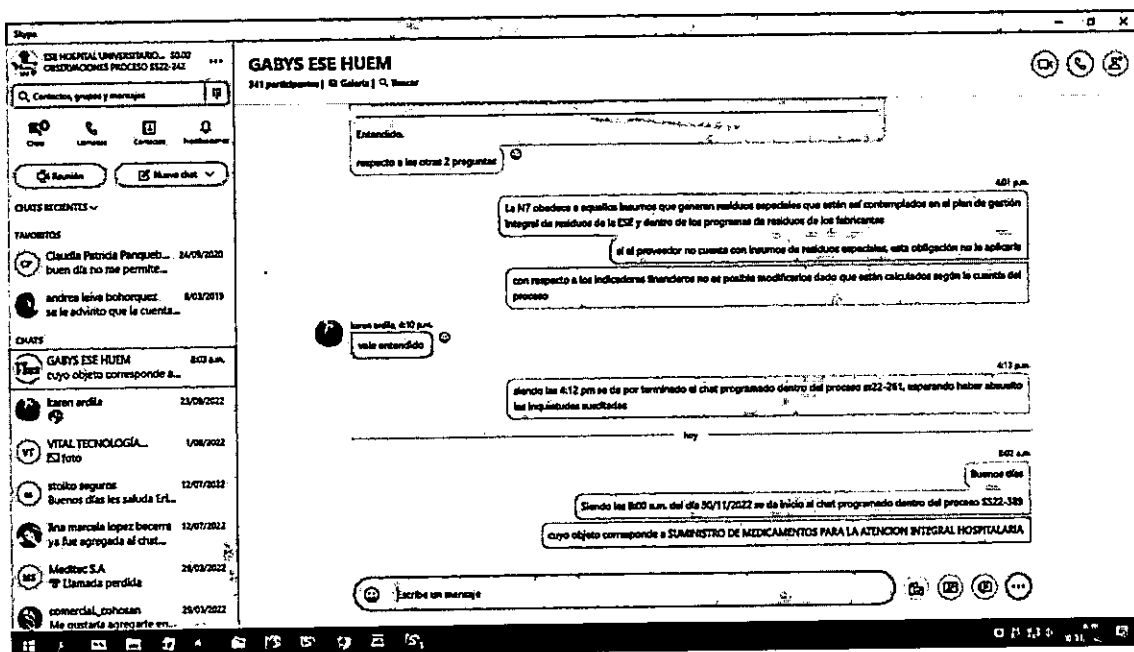 Skype
ESE HOSPITAL UNIVERSITARIO... $0.00
OBSERVACIONES PROCESO SS22-242
Contactos, grupos y mensajes
Chats
Llamadas
Contactos
Notificaciones
Reunión
Nuevo chat
CHATS RECIENTES
FAVORITOS
CP
Claudia Patricia Panqueb... 24/09/2020
buen día no me permite...
andrea leiva bohorquez 8/03/2019
se le advirto que la cuenta...
CHATS
GABYS ESE HUEM 8:03 a.m.
cuyo objeto corresponde a...
karen ardila 23/09/2022
VT
VITAL TECNOLOGÍA... 1/08/2022
foto
stoiko seguros 12/07/2022
Buenos días les saluda Eri...
lina marcela lopez becerra 12/07/2022
ya fue agregada al chat...
MS
Meditec S.A 28/03/2022
Llamada perdida
comercial_cohosan 25/03/2022
Me gustaría agregarte en...
GABYS ESE HUEM
341 participantes | Galería | Buscar
Entendido.
respecto a las otras 2 preguntas
4:01 p.m.
La N7 obedece a aquellos insumos que generan residuos especiales que están así contemplados en el plan de gestión
integral de residuos de la ESE y dentro de los programas de residuos de los fabricantes
si el proveedor no cuenta con insumos de residuos especiales, esta obligación no le aplicaría
con respecto a los indicadores financieros no es posible modificarlos dado que están calculados según la cuantía del
proceso
karen ardila, 4:10 p.m.
vale entendido
4:13 p.m.
siendo las 4:12 pm se da por terminado el chat programado dentro del proceso ss22-261, esperando haber absuelto
las inquietudes suscitadas
hoy
8:02 a.m.
Buenos días
Siendo las 8:00 a.m. del día 30/11/2022 se da inicio al chat programado dentro del proceso SS22-389
cuyo objeto corresponde a SUMINISTRO DE MEDICAMENTOS PARA LA ATENCION INTEGRAL HOSPITALARIA
Escribe un mensaje